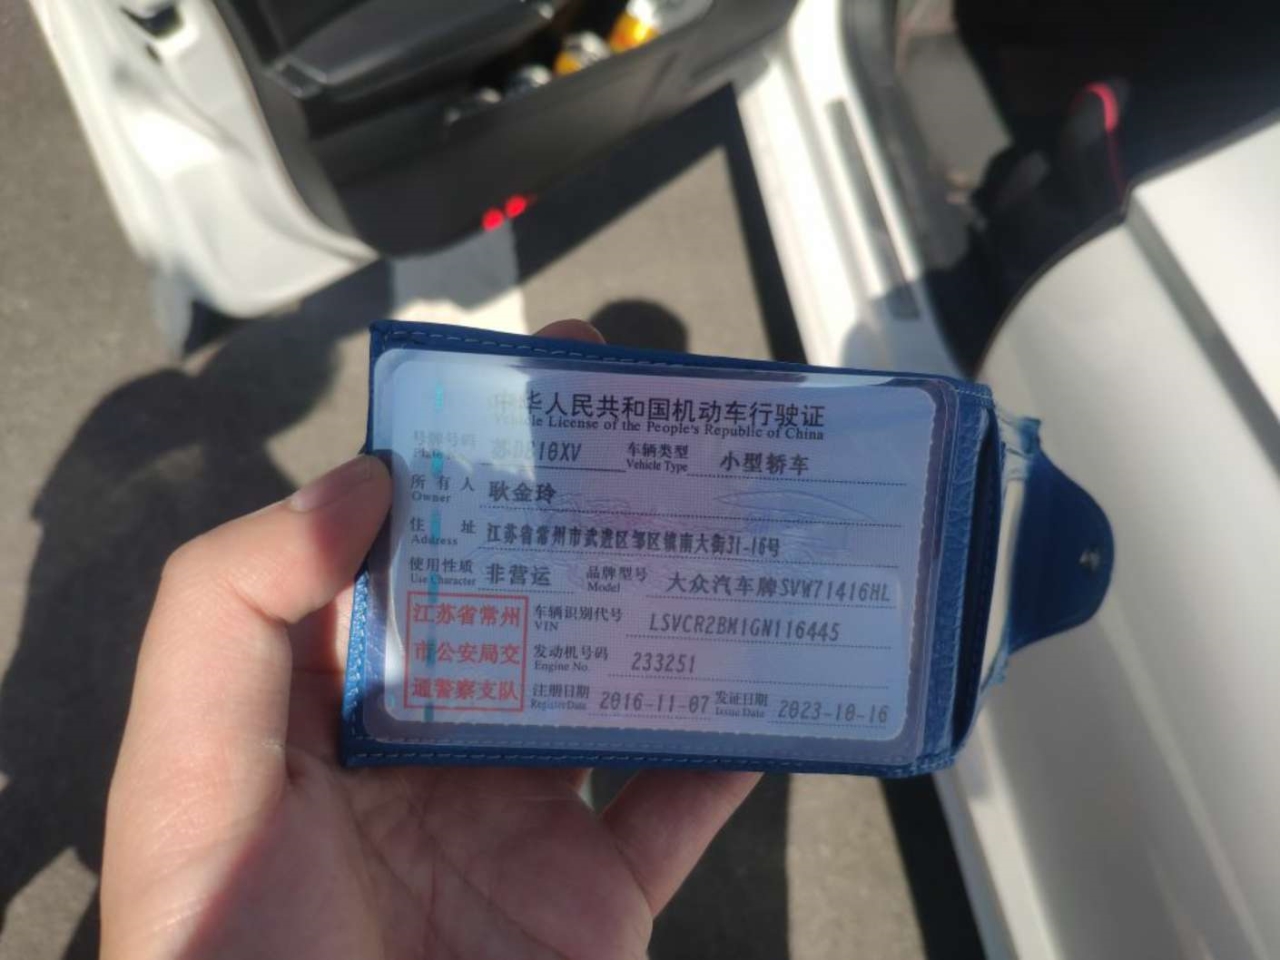 中华人民共和国机动车行驶证
Vehicle License of the People's Republic of China
号牌号码 苏D810XV 车辆类型 小型轿车
Vehicle Type
所有人 耿金玲
Owner
住址 江苏省常州市武进区邹区镇南大街31-16号
Address
使用性质 非营运 品牌型号 大众汽车牌SVW71416HL
Use Character Model
江苏省常州 车辆识别代号 LSVCR2BM1GN116445
VIN
市公安局交 发动机号码 233251
Engine No.
通警察支队 注册日期 2016-11-07 发证日期 2023-10-16
Register Date Issue Date